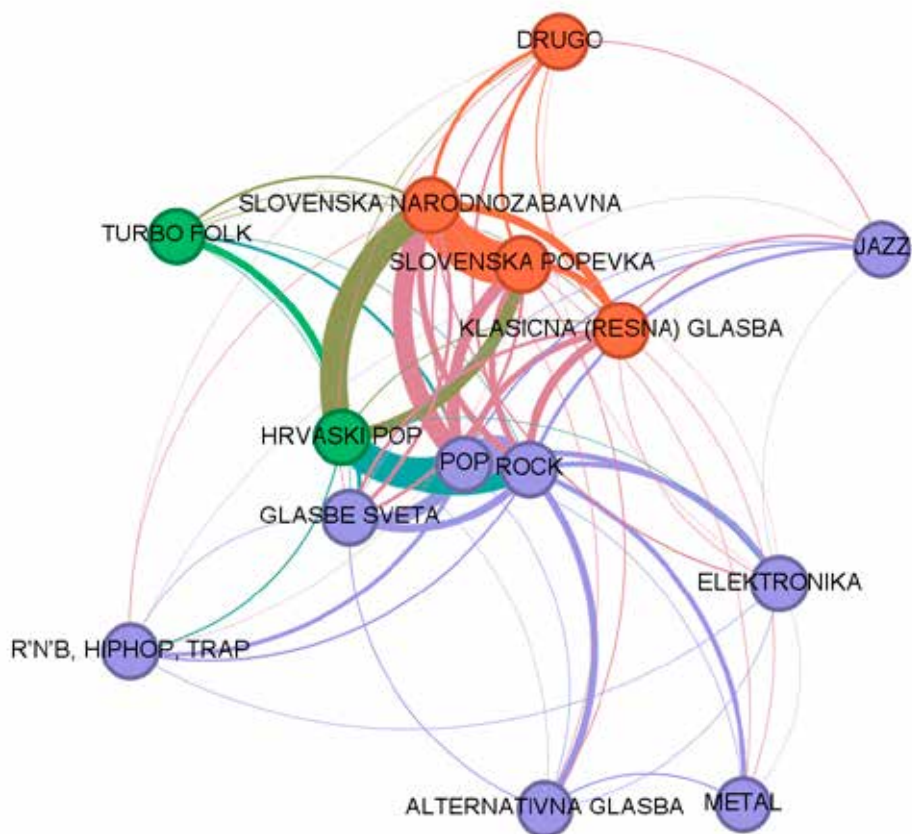 DRUGO
SLOVENSKA NARODNOZABAVNA
TURBO FOLK
SLOVENSKA POPEVKA
JAZZ
KLASICNA (RESNA) GLASBA
HRVASKI POP
POP
ROCK
GLASBE SVETA
ELEKTRONIKA
R"N"B, HIPHOP, TRAP
ALTERNATIVNA GLASBA
METAL